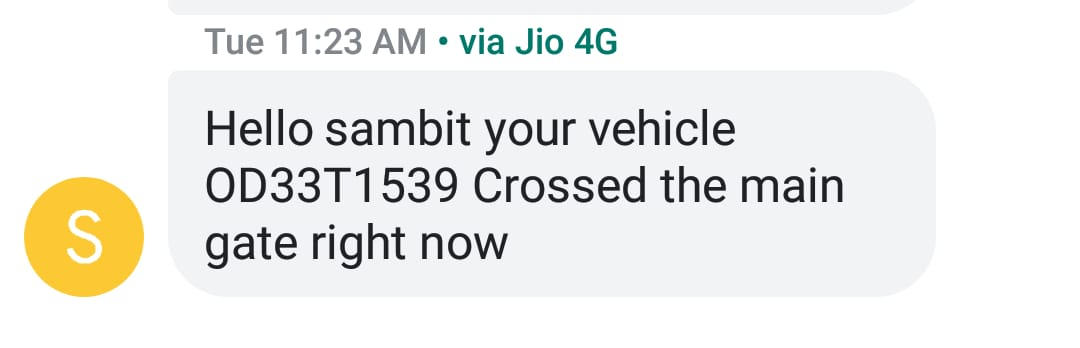 Tue 11:23 AM • via Jio 4G
Hello sambit your vehicle
OD33T1539 Crossed the main
gate right now
S